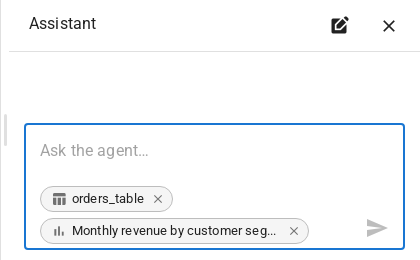 Assistant
Ask the agent...
orders_table
Monthly revenue by customer seg...